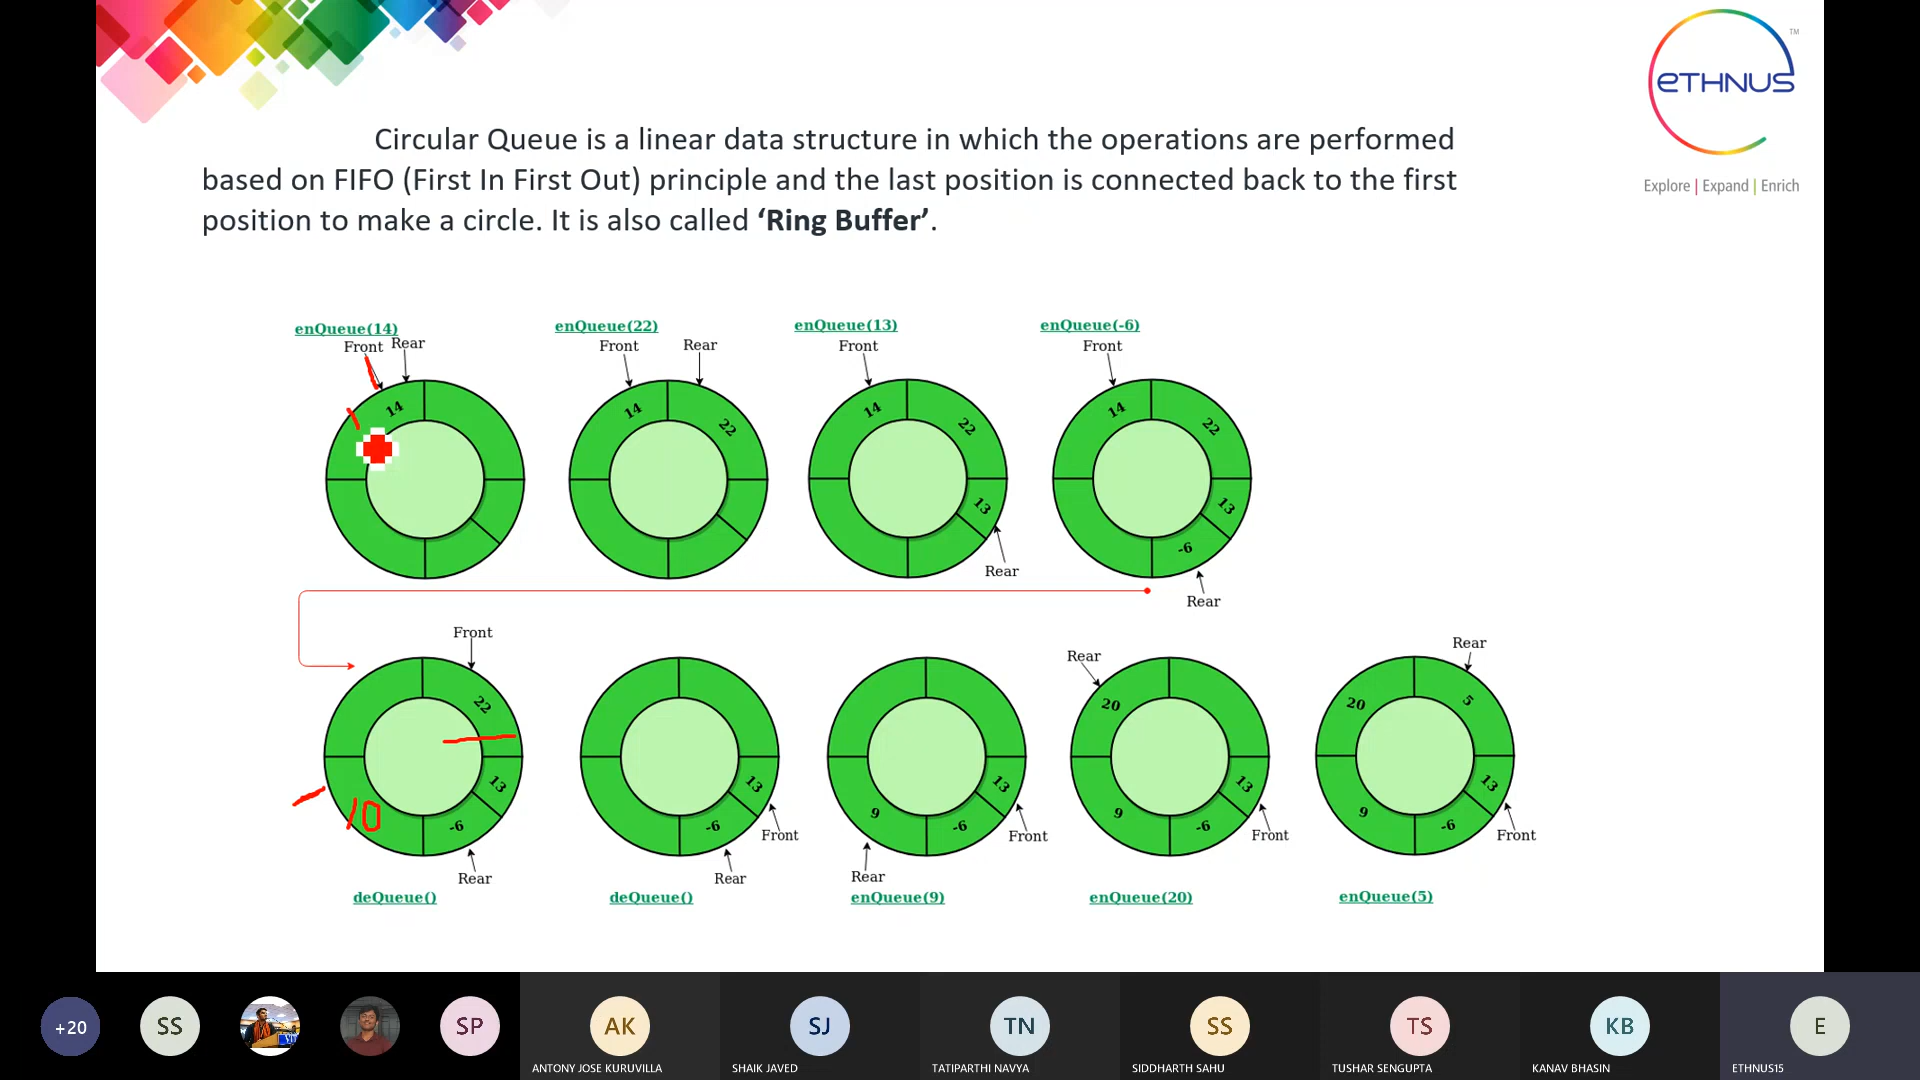 eTHNUS
TM
Explore | Expand | Enrich
Circular Queue is a linear data structure in which the operations are performed
based on FIFO (First In First Out) principle and the last position is connected back to the first
position to make a circle. It is also called ‘Ring Buffer’.
enQueue(14)
Front Rear
14
enQueue(22)
Front Rear
14
22
enQueue(13)
Front
14
22
13
Rear
enQueue(-6)
Front
14
22
13
-6
Rear
Front
22
13
-6
10
Rear
deQueue()
13
-6
Front
Rear
deQueue()
13
9
-6
Front
Rear
enQueue(9)
Rear
20
13
9
-6
Front
enQueue(20)
Rear
20
5
13
9
-6
Front
enQueue(5)
+20
SS
SP
AK
SJ
TN
SS
TS
KB
E
ANTONY JOSE KURUVILLA
SHAIK JAVED
TATIPARTHI NAVYA
SIDDHARTH SAHU
TUSHAR SENGUPTA
KANAV BHASIN
ETHNUS15